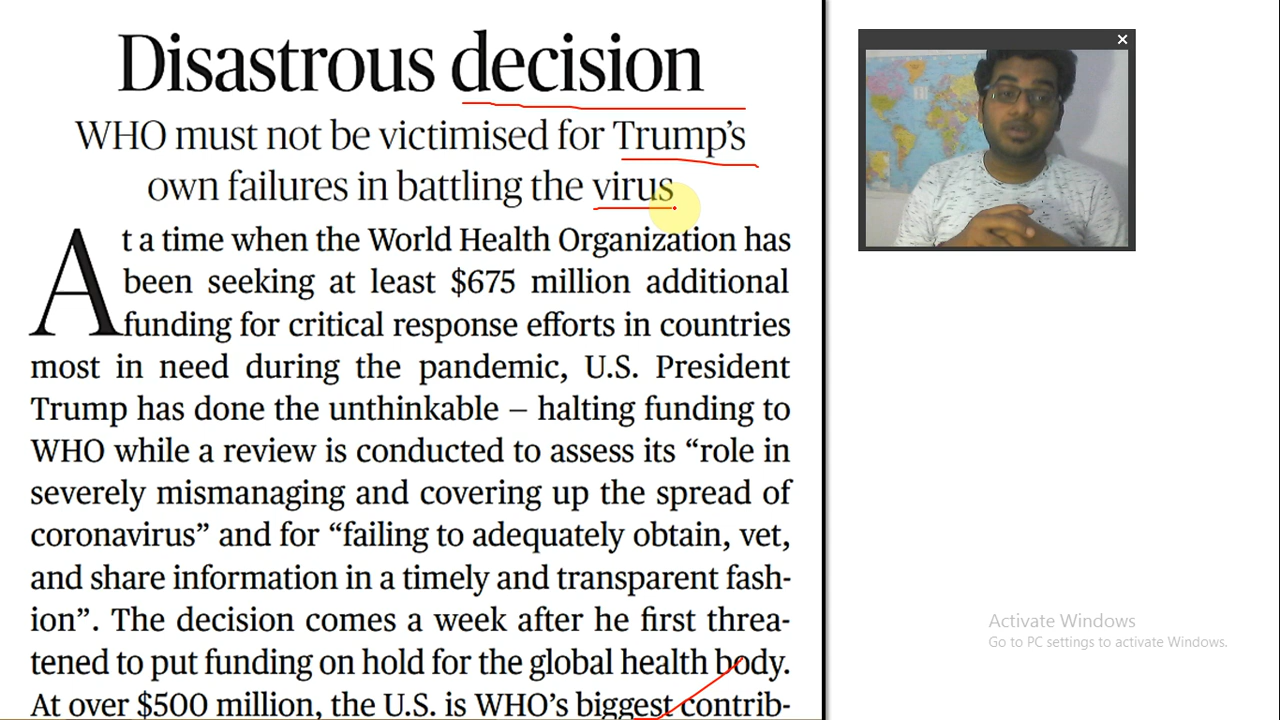 Disastrous decision
WHO must not be victimised for Trump's
own failures in battling the virus
At a time when the World Health Organization has
been seeking at least $675 million additional
funding for critical response efforts in countries
most in need during the pandemic, U.S. President
Trump has done the unthinkable – halting funding to
WHO while a review is conducted to assess its “role in
severely mismanaging and covering up the spread of
coronavirus” and for “failing to adequately obtain, vet,
and share information in a timely and transparent fash-
ion”. The decision comes a week after he first threa-
tened to put funding on hold for the global health body.
At over $500 million, the U.S. is WHO’s biggest contrib-
Activate Windows
Go to PC settings to activate Windows.